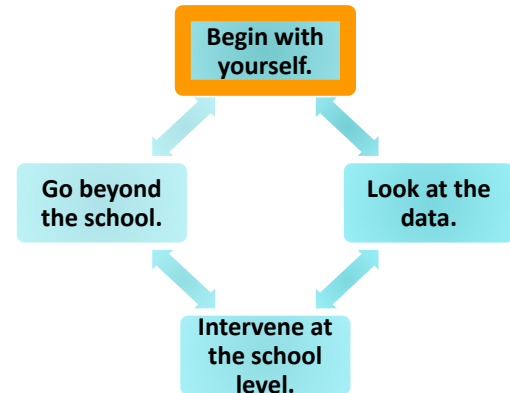 Begin with
yourself.
Go beyond
the school.
Look at the
data.
Intervene at
the school
level.